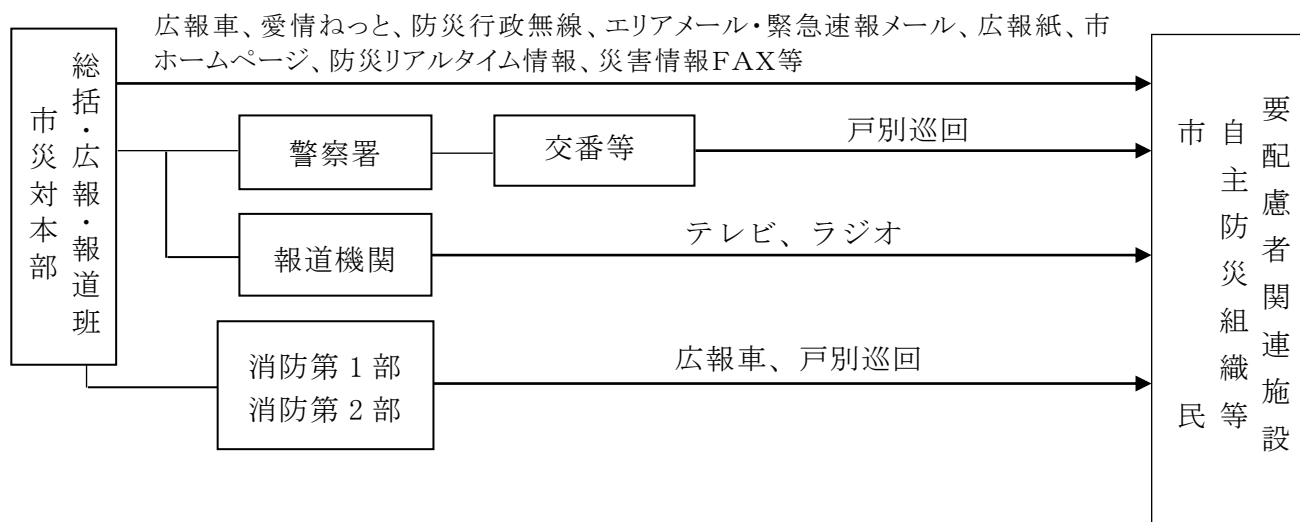 広報車、愛情ねっと、防災行政無線、エリアメール・緊急速報メール、広報紙、市
ホームページ、防災リアルタイム情報、災害情報FAX等
総括・広報・報道班
市災対本部
警察署
交番等
戸別巡回
報道機関
テレビ、ラジオ
消防第1部
消防第2部
広報車、戸別巡回
要配慮者関連施設
自主防災組織等
市民